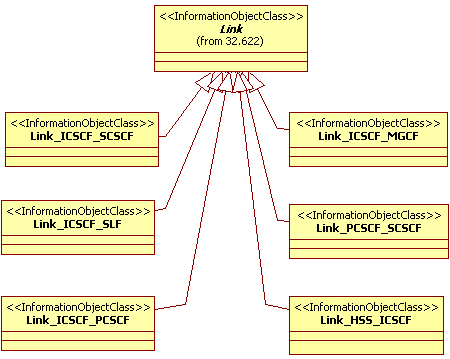 <<InformationObjectClass>>
Link
(from 32.622)
<<InformationObjectClass>>
Link_ICSCF_SCSCF
<<InformationObjectClass>>
Link_ICSCF_MGCF
<<InformationObjectClass>>
Link_ICSCF_SLF
<<InformationObjectClass>>
Link_PCSCF_SCSCF
<<InformationObjectClass>>
Link_ICSCF_PCSCF
<<InformationObjectClass>>
Link_HSS_ICSCF